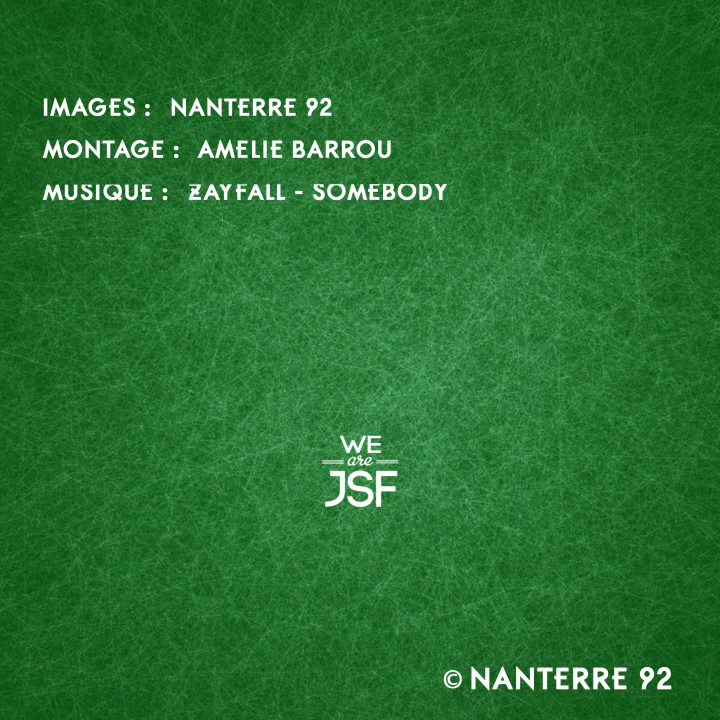 IMAGES : NANTERRE 92
MONTAGE : AMELIE BARROU
MUSIQUE : ZAYFALL - SOMEBODY
WE
are
JSF
© NANTERRE 92